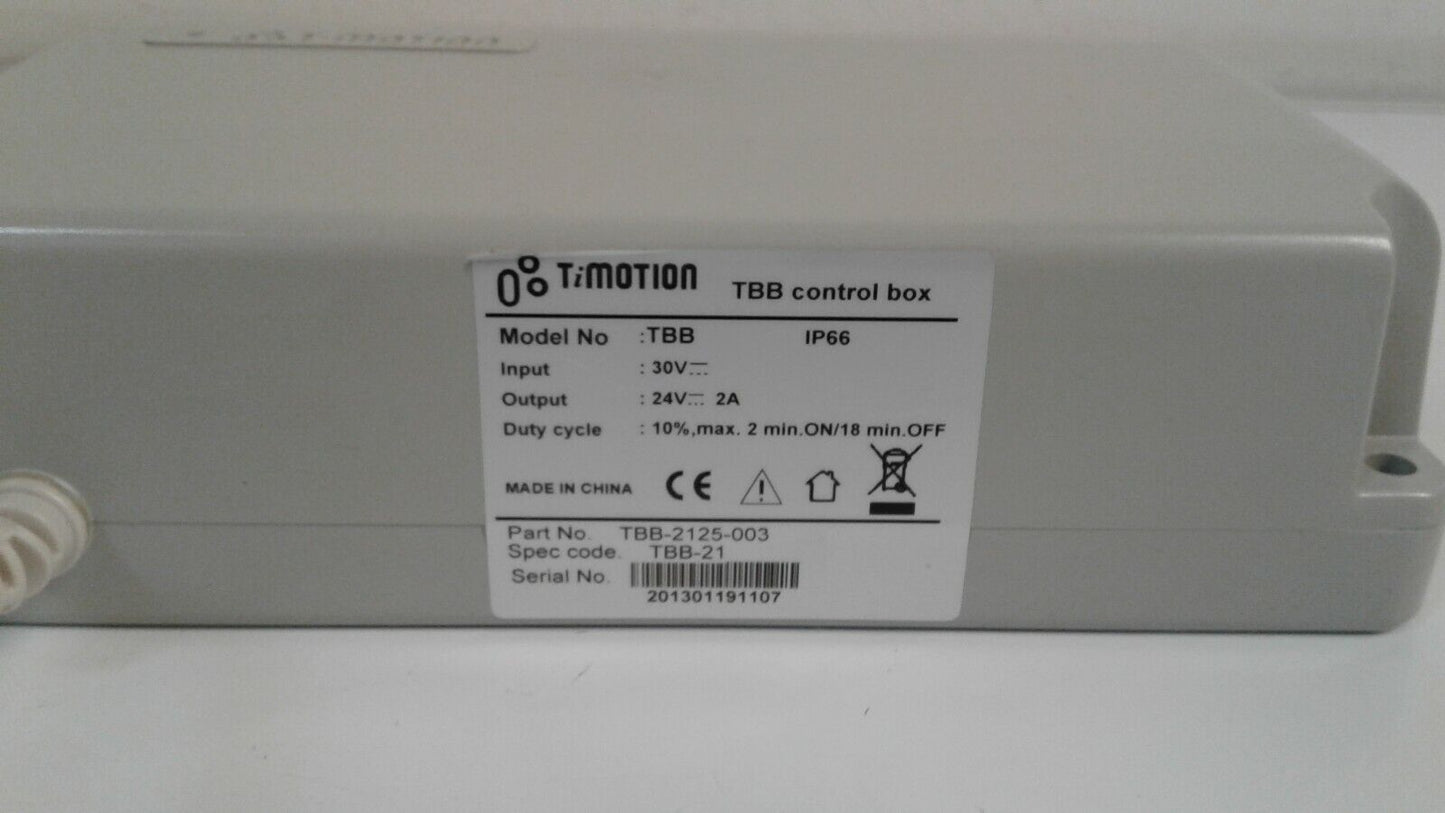 TiMOTION TBB control box
Model No :TBB IP66
Input : 30V⎓
Output : 24V⎓ 2A
Duty cycle : 10%,max. 2 min.ON/18 min.OFF
MADE IN CHINA CE
Part No. TBB-2125-003
Spec code. TBB-21
Serial No.
201301191107